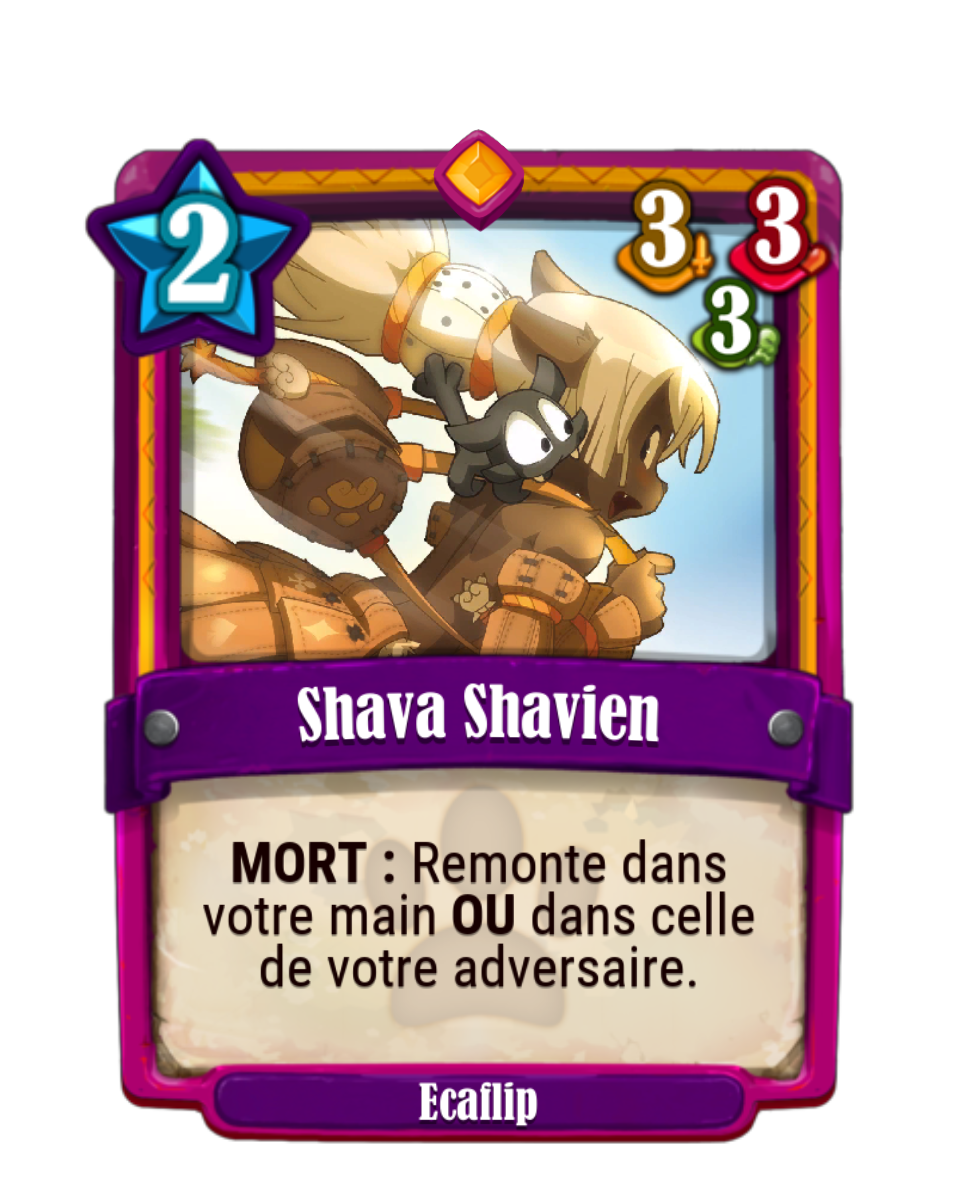 2
3
3
3
Shava Shavien
MORT : Remonte dans
votre main OU dans celle
de votre adversaire.
Ecaflip